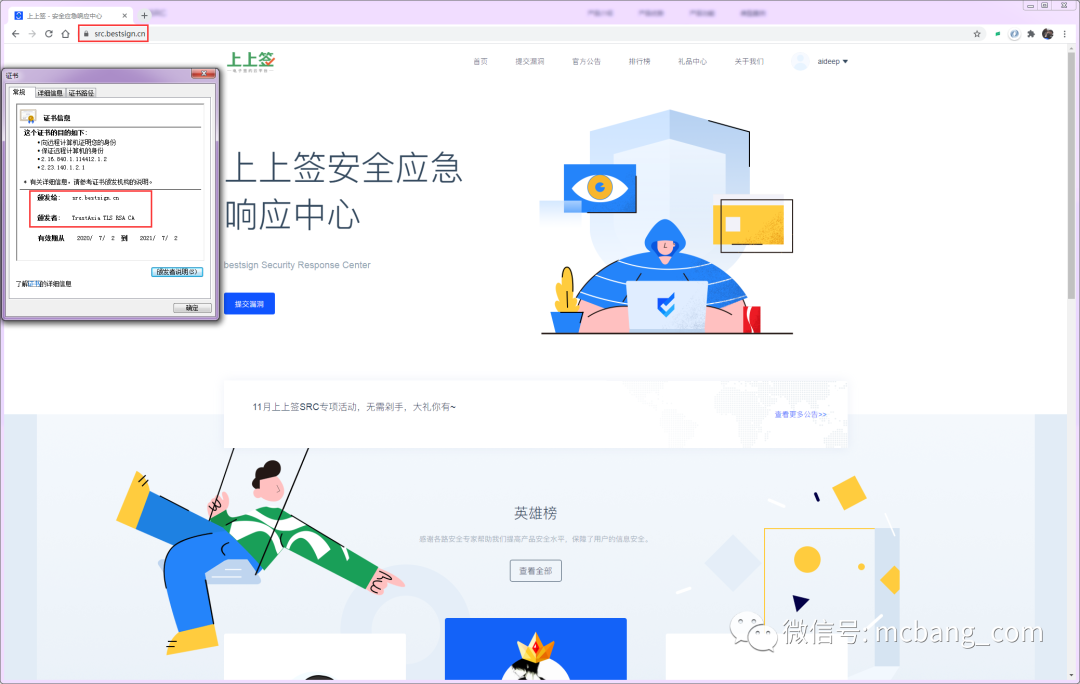 上上签 - 安全应急响应中心
src.bestsign.cn
上上签
首页
提交漏洞
官方公告
排行榜
礼品中心
关于我们
aideep
证书
常规
详细信息
证书路径
证书信息
这个证书的目的如下:
•向远程计算机证明您的身份
•保证远程计算机的身份
•2.16.840.1.114412.1.2
•2.23.140.1.2.1
* 有关详细信息，请参考证书颁发机构的说明。
颁发给: src.bestsign.cn
颁发者: TrustAsia TLS RSA CA
有效期从 2020/ 7/ 2 到 2021/ 7/ 2
颁发者说明(S)
了解证书的详细信息
确定
上上签安全应急
响应中心
bestsign Security Response Center
提交漏洞
11月上上签SRC专项活动，无需剁手，大礼你有~
查看更多公告>>
英雄榜
感谢各路安全专家帮助我们提高产品安全水平，保障了用户的信息安全。
查看全部
微信号: mcbang_com